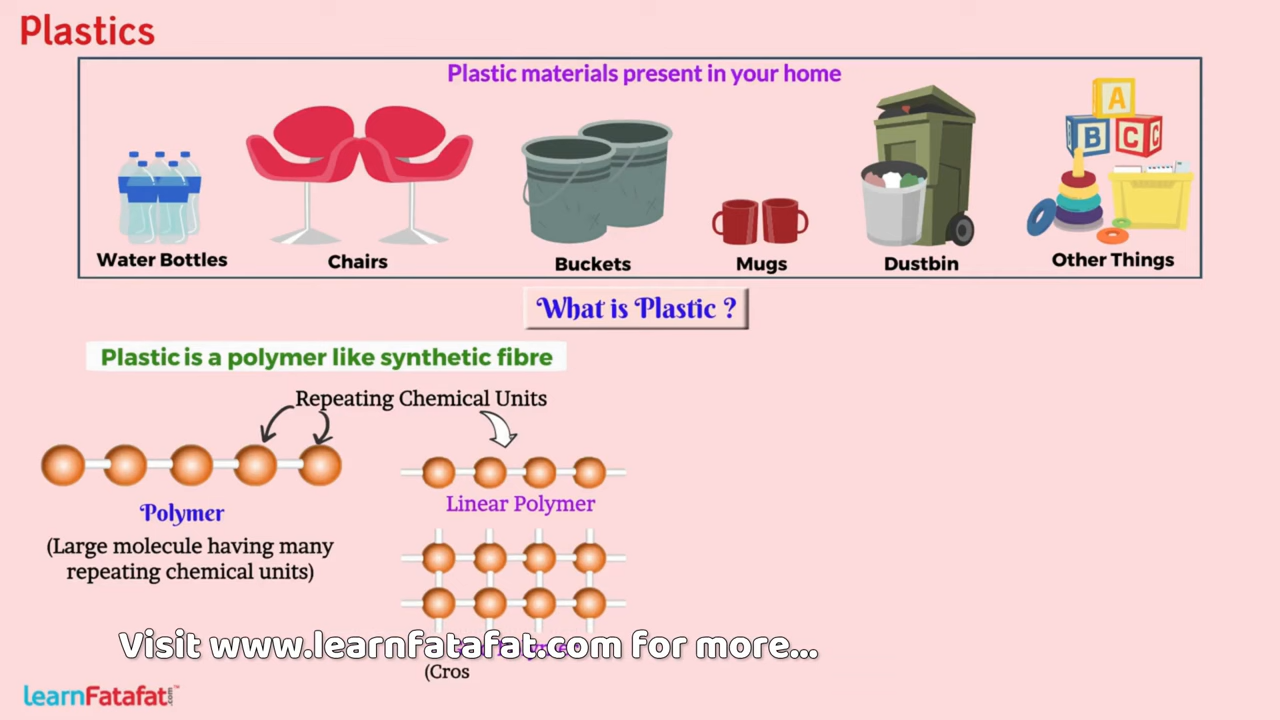 Plastics
Plastic materials present in your home
A
B C C
Water Bottles
Chairs
Buckets
Mugs
Dustbin
Other Things
What is Plastic ?
Plastic is a polymer like synthetic fibre
Repeating Chemical Units
Polymer
(Large molecule having many
repeating chemical units)
Linear Polymer
Visit www.learnfatafat.com for more...
(Cros
learnFatafat.com™